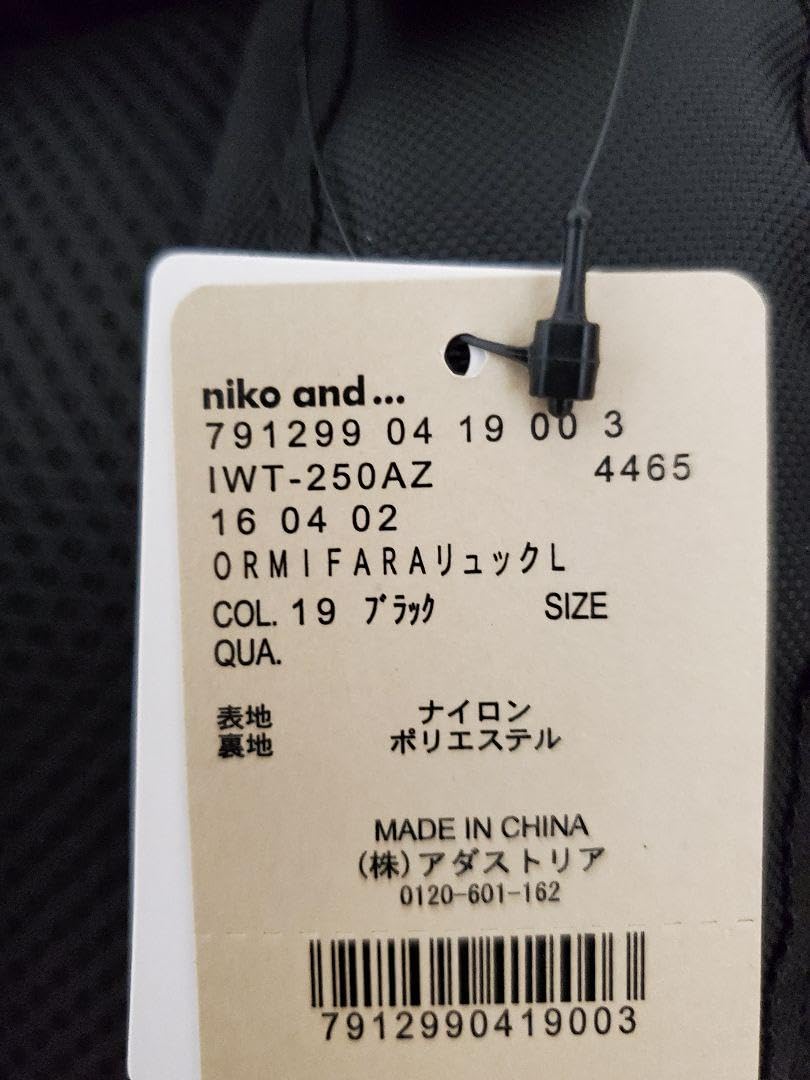 niko and...
791299 04 19 00 3
IWT-250AZ 4465
16 04 02
ORMIFARAリュックL
COL. 19 ﾌﾞﾗｯｸ SIZE
QUA.
表地 ナイロン
裏地 ポリエステル
MADE IN CHINA
(株)アダストリア
0120-601-162
7912990419003